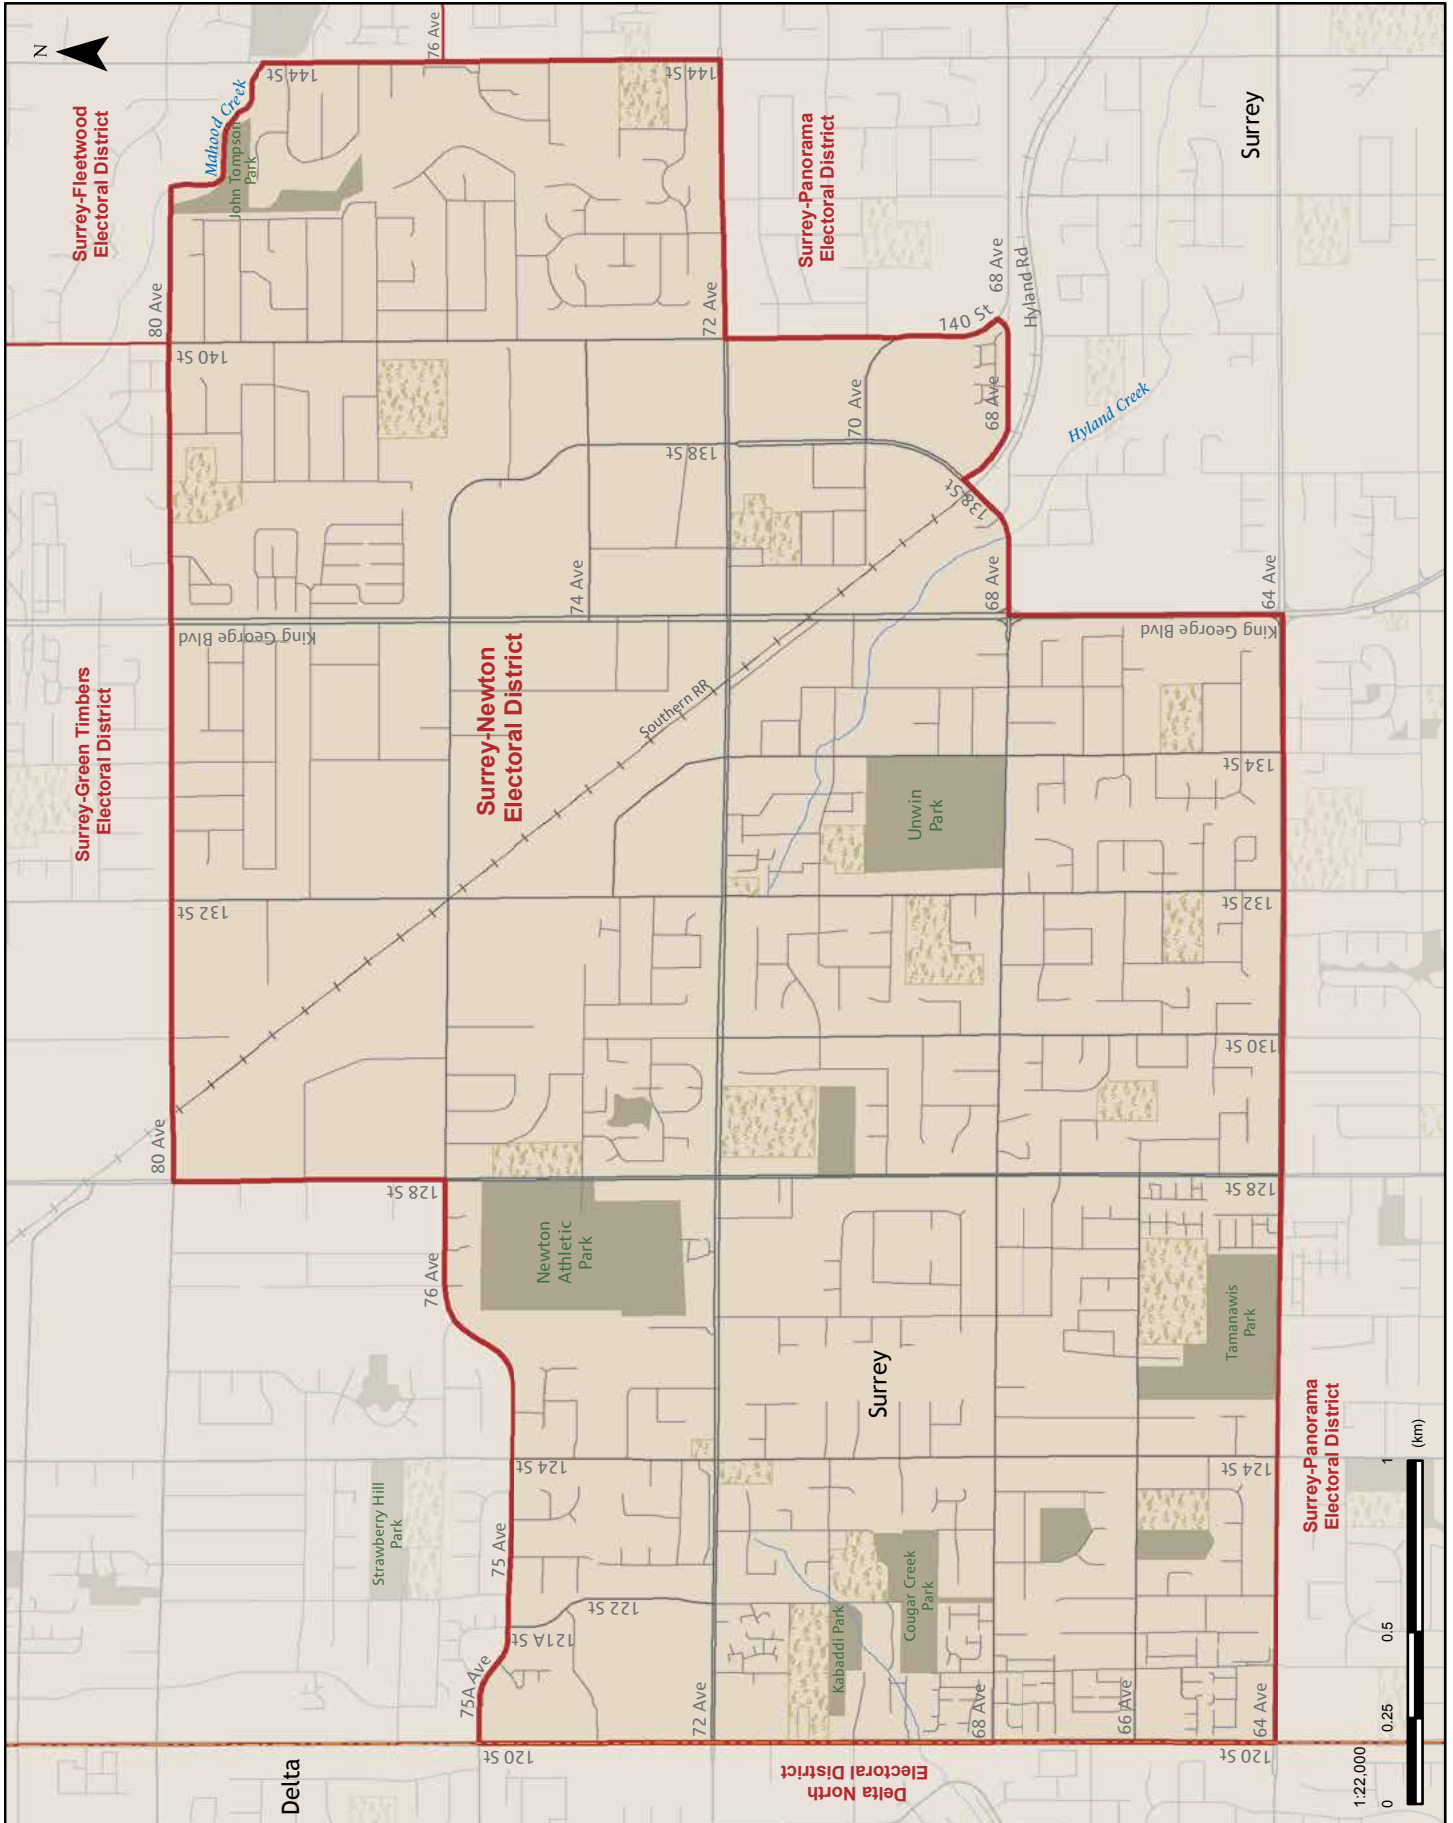 N
76 Ave
144 St
144 St
Mahood Creek
John Tompson
Park
Surrey-Fleetwood
Electoral District
Surrey-Panorama
Electoral District
Surrey
80 Ave
140 St
72 Ave
140 St
68 Ave
Hyland Rd
68 Ave
70 Ave
138 St
138 St
Hyland Creek
74 Ave
68 Ave
64 Ave
King George Blvd
King George Blvd
Surrey-Green Timbers
Electoral District
Surrey-Newton
Electoral District
Southern RR
Unwin
Park
134 St
132 St
132 St
130 St
80 Ave
128 St
128 St
76 Ave
Newton
Athletic
Park
Tamanawis
Park
Surrey
Surrey-Panorama
Electoral District
124 St
124 St
Strawberry Hill
Park
75 Ave
122 St
121A St
Cougar Creek
Park
Kabaddi Park
75A Ave
72 Ave
68 Ave
66 Ave
64 Ave
120 St
120 St
Delta
Delta North
Electoral District
1:22,000
0
0.25
0.5
1
(km)